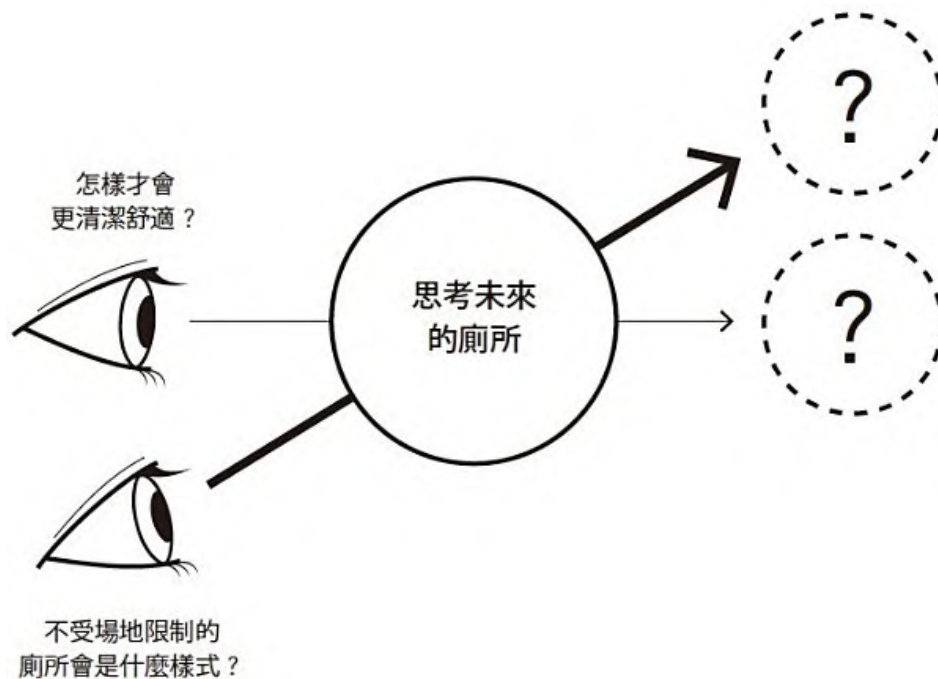 怎樣才會
更清潔舒適？
思考未來
的廁所
？
？
不受場地限制的
廁所會是什麼樣式？